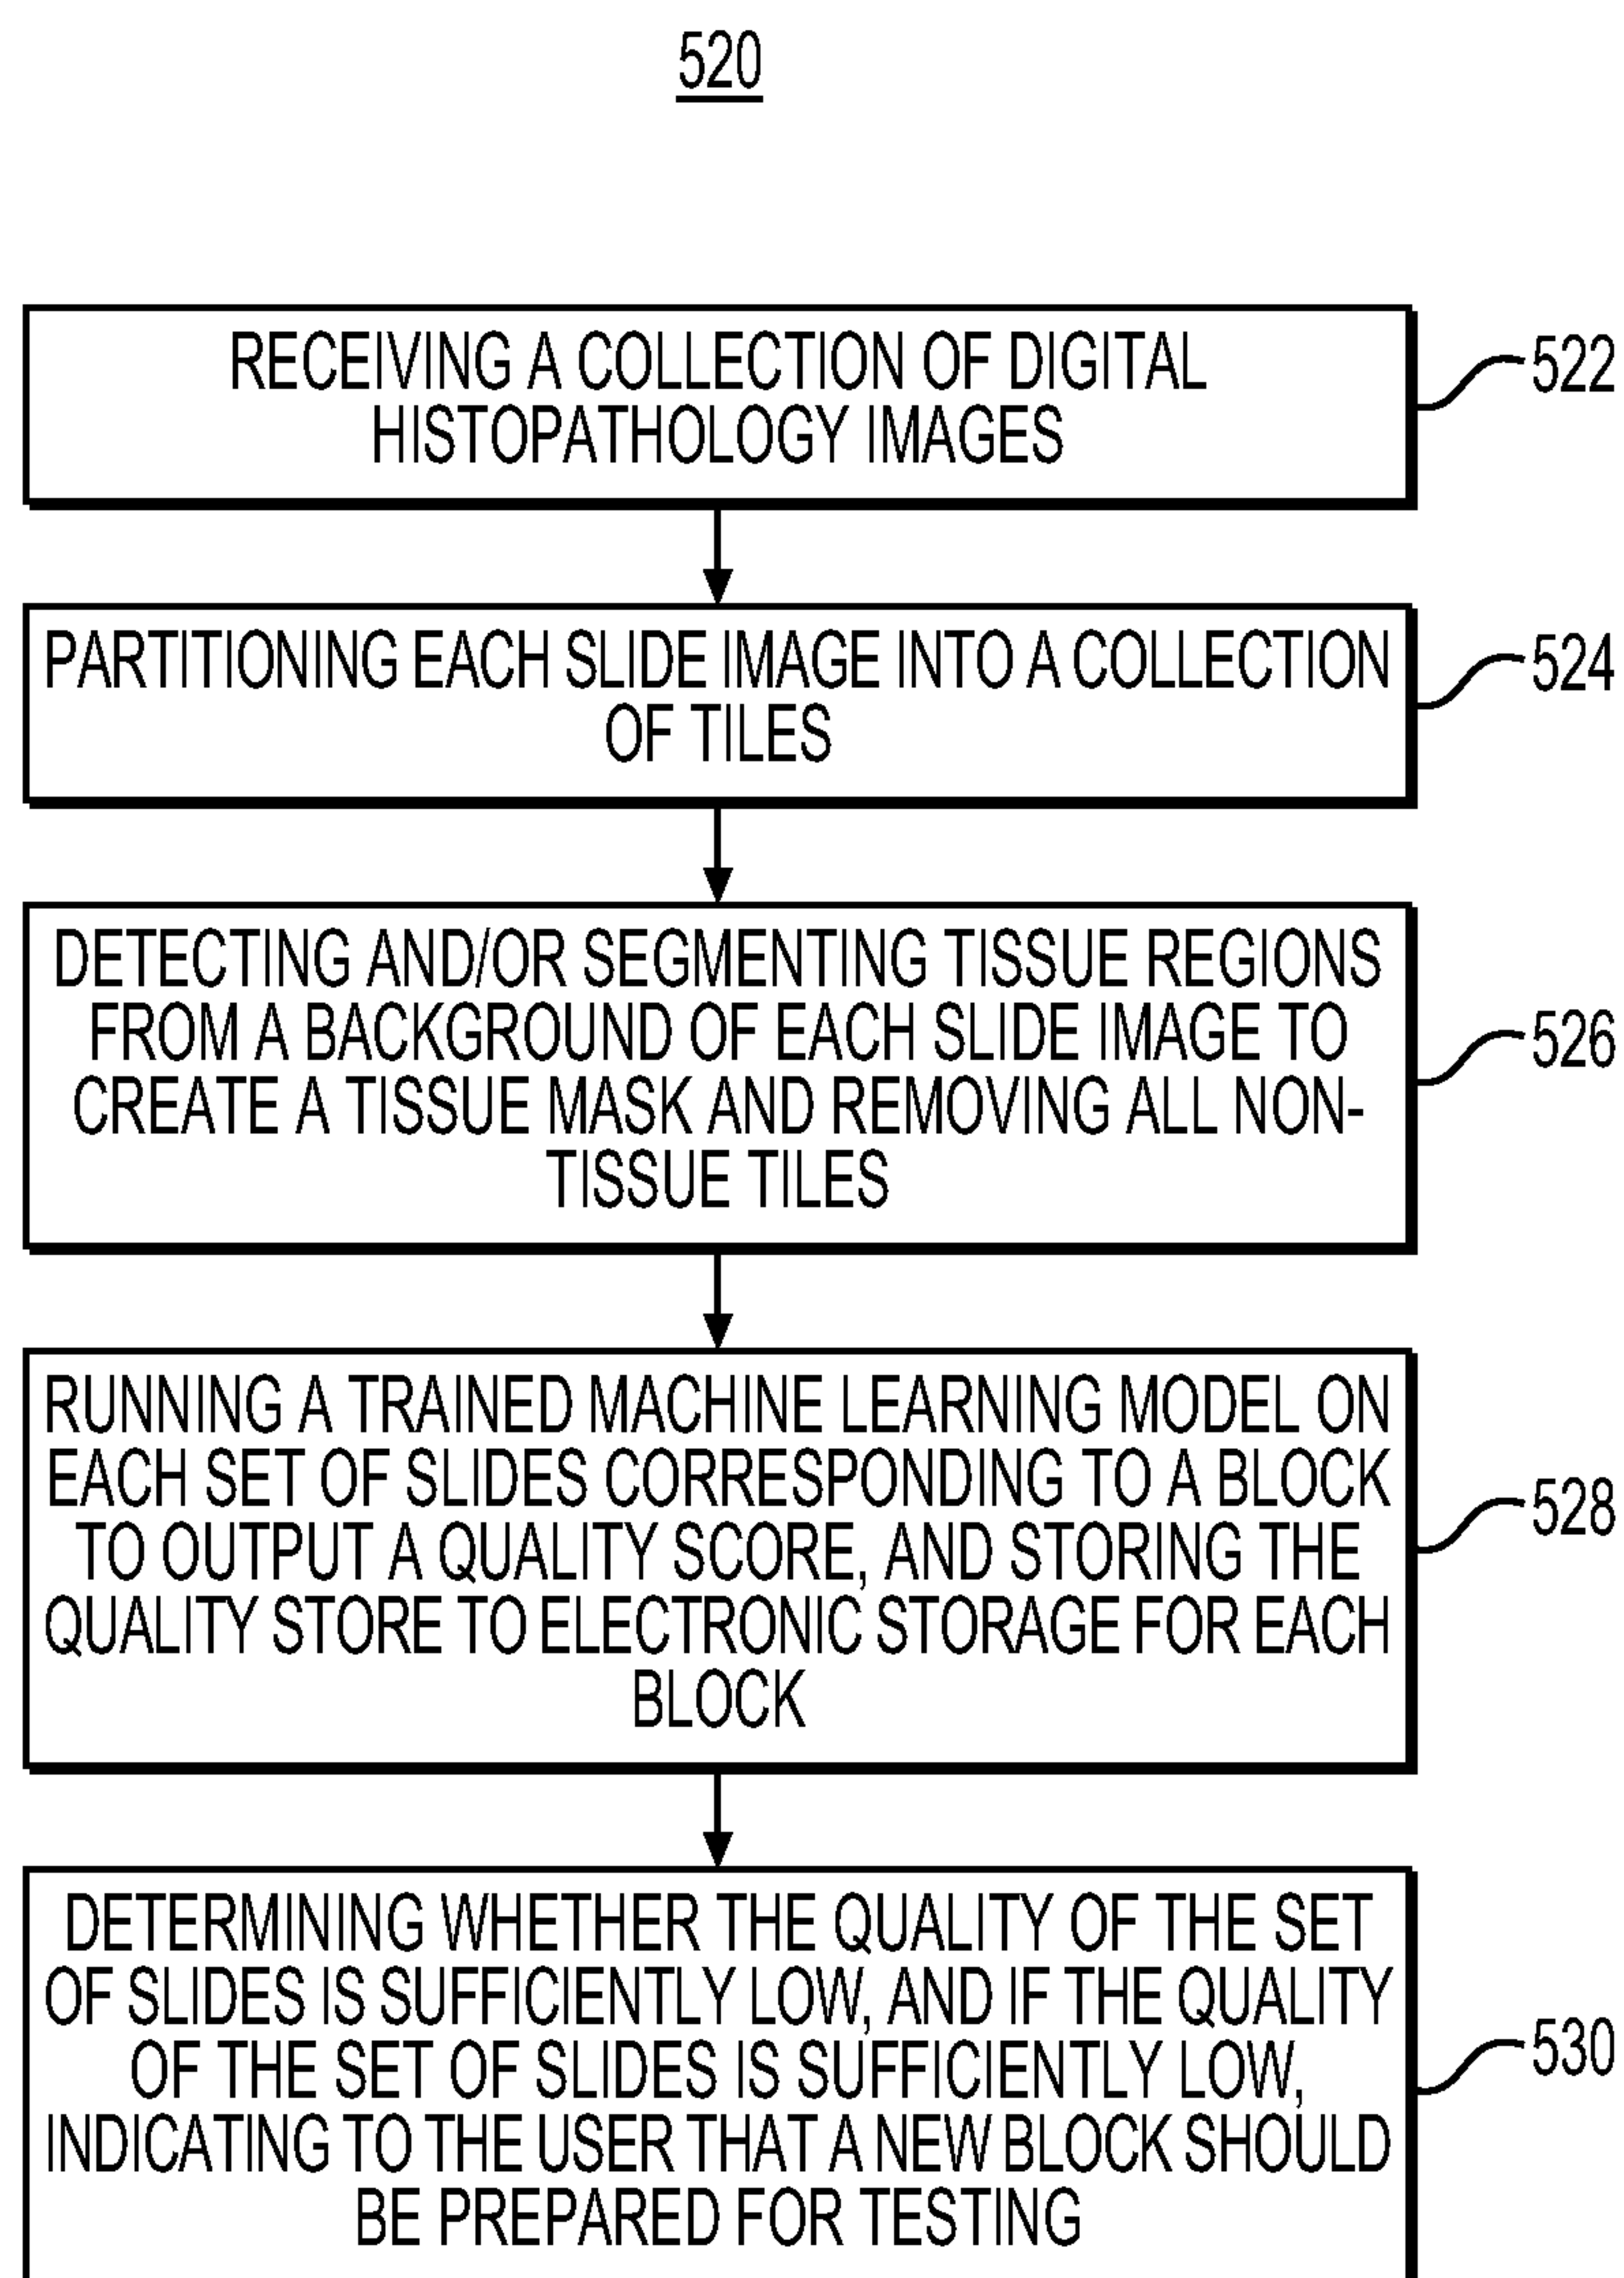 520
RECEIVING A COLLECTION OF DIGITAL
HISTOPATHOLOGY IMAGES
522
PARTITIONING EACH SLIDE IMAGE INTO A COLLECTION
OF TILES
524
DETECTING AND/OR SEGMENTING TISSUE REGIONS
FROM A BACKGROUND OF EACH SLIDE IMAGE TO
CREATE A TISSUE MASK AND REMOVING ALL NON-
TISSUE TILES
526
RUNNING A TRAINED MACHINE LEARNING MODEL ON
EACH SET OF SLIDES CORRESPONDING TO A BLOCK
TO OUTPUT A QUALITY SCORE, AND STORING THE
QUALITY STORE TO ELECTRONIC STORAGE FOR EACH
BLOCK
528
DETERMINING WHETHER THE QUALITY OF THE SET
OF SLIDES IS SUFFICIENTLY LOW, AND IF THE QUALITY
OF THE SET OF SLIDES IS SUFFICIENTLY LOW,
INDICATING TO THE USER THAT A NEW BLOCK SHOULD
BE PREPARED FOR TESTING
530